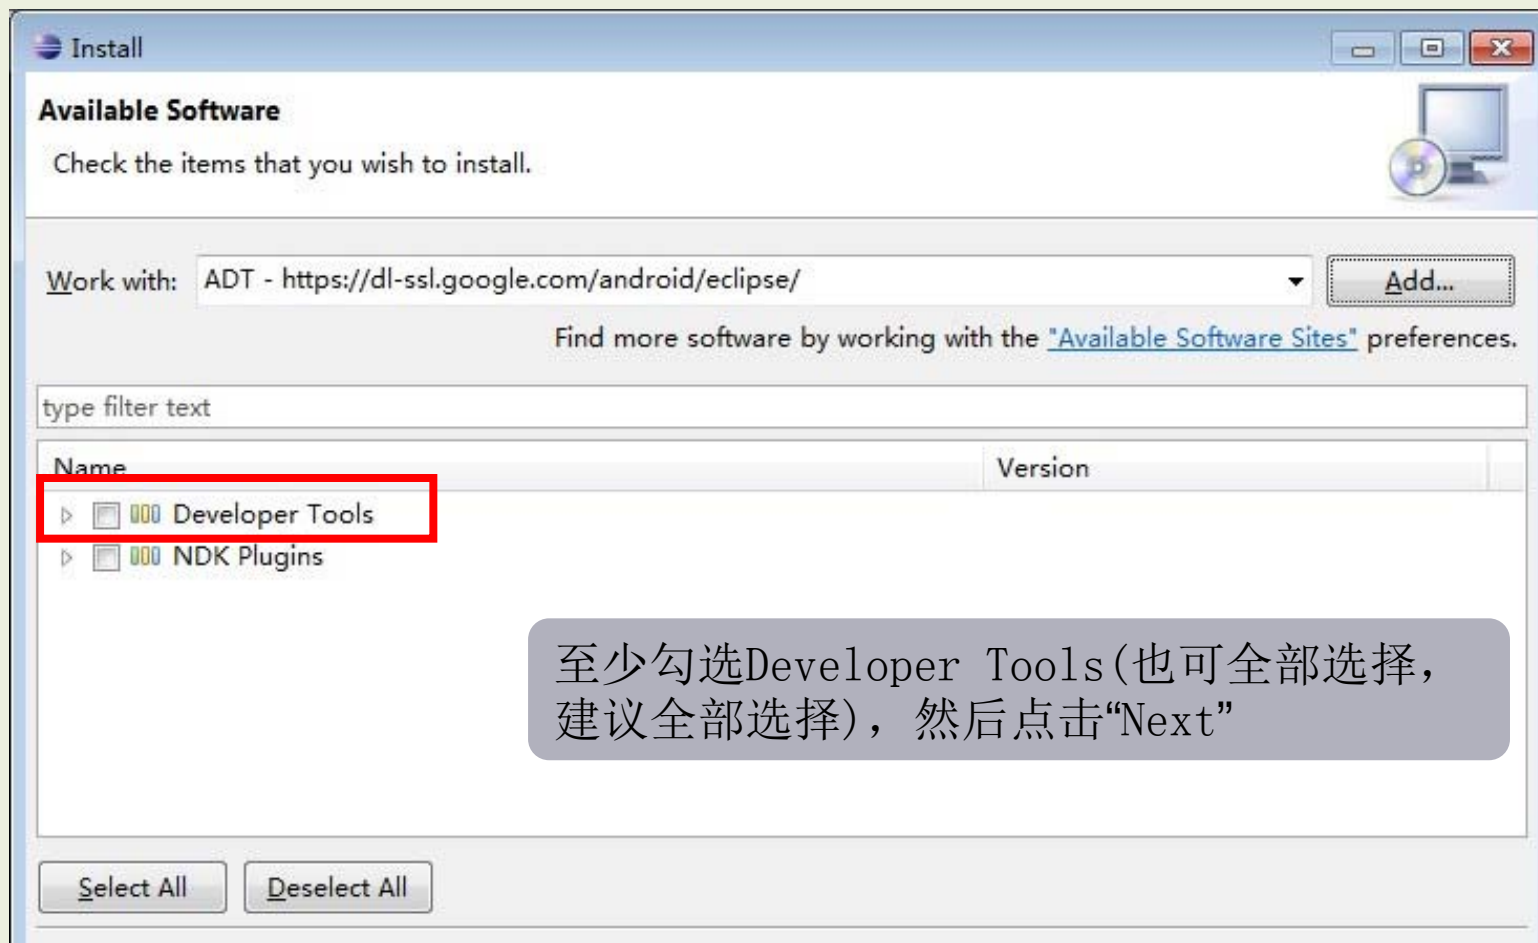 Install
Available Software
Check the items that you wish to install.
Work with: ADT - https://dl-ssl.google.com/android/eclipse/ Add...
Find more software by working with the "Available Software Sites" preferences.
type filter text
Name Version
Developer Tools
NDK Plugins
至少勾选Developer Tools(也可全部选择，
建议全部选择)，然后点击“Next”
Select All Deselect All